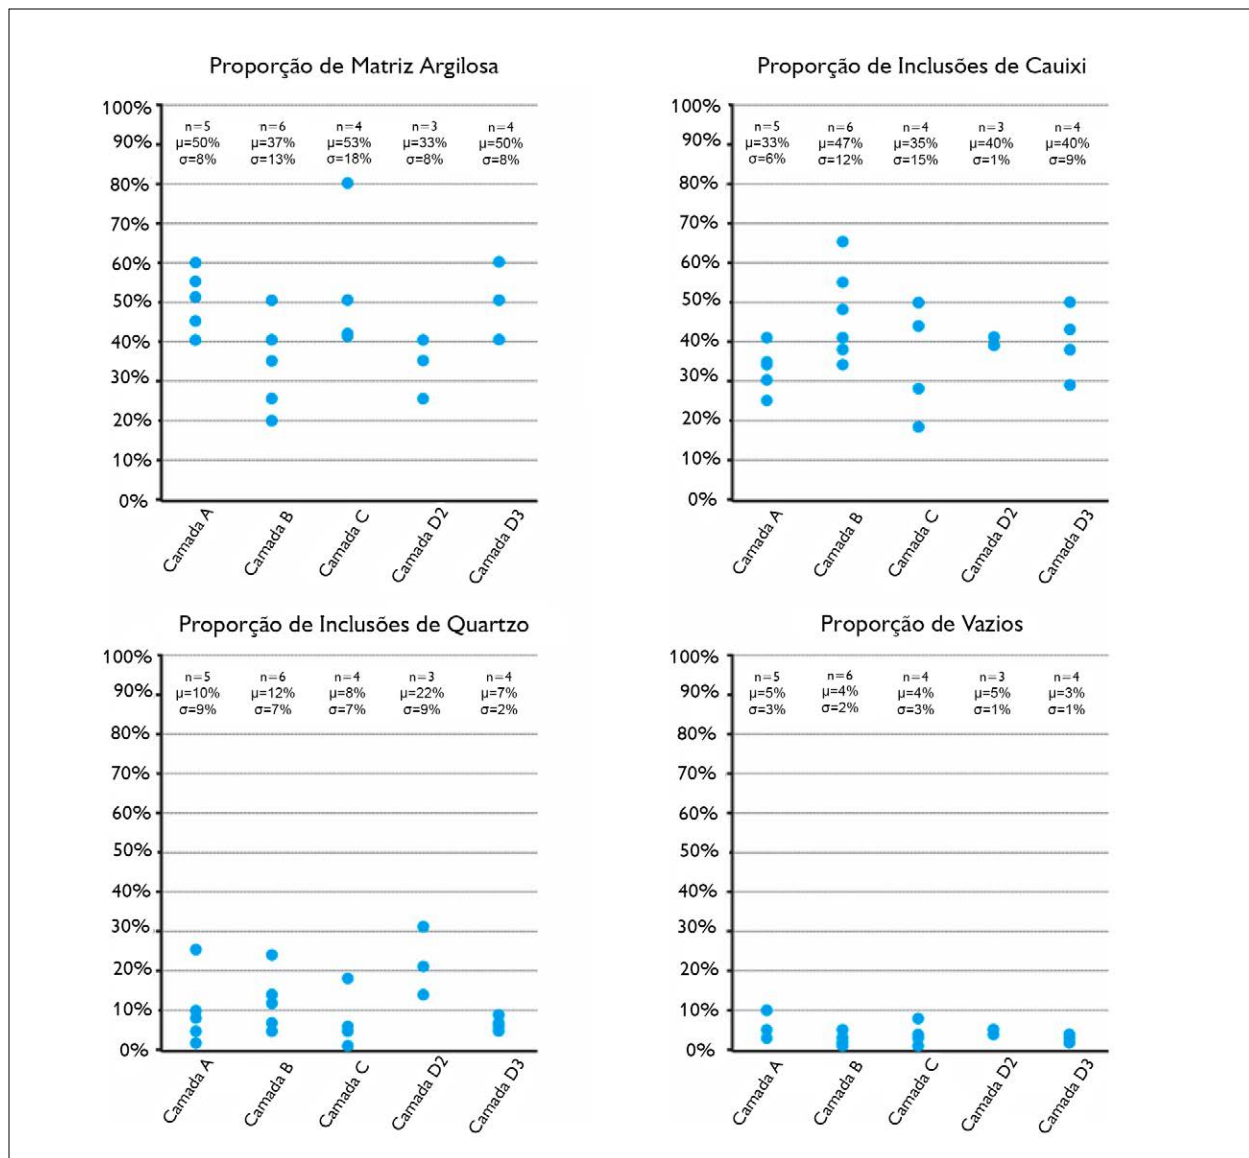 Proporção de Matriz Argilosa
100%
90%
80%
70%
60%
50%
40%
30%
20%
10%
0%
n=5
μ=50%
σ=8%
n=6
μ=37%
σ=13%
n=4
μ=53%
σ=18%
n=3
μ=33%
σ=8%
n=4
μ=50%
σ=8%
Camada A
Camada B
Camada C
Camada D2
Camada D3
Proporção de Inclusões de Cauixi
100%
90%
80%
70%
60%
50%
40%
30%
20%
10%
0%
n=5
μ=33%
σ=6%
n=6
μ=47%
σ=12%
n=4
μ=35%
σ=15%
n=3
μ=40%
σ=1%
n=4
μ=40%
σ=9%
Camada A
Camada B
Camada C
Camada D2
Camada D3
Proporção de Inclusões de Quartzo
100%
90%
80%
70%
60%
50%
40%
30%
20%
10%
0%
n=5
μ=10%
σ=9%
n=6
μ=12%
σ=7%
n=4
μ=8%
σ=7%
n=3
μ=22%
σ=9%
n=4
μ=7%
σ=2%
Camada A
Camada B
Camada C
Camada D2
Camada D3
Proporção de Vazios
100%
90%
80%
70%
60%
50%
40%
30%
20%
10%
0%
n=5
μ=5%
σ=3%
n=6
μ=4%
σ=2%
n=4
μ=4%
σ=3%
n=3
μ=5%
σ=1%
n=4
μ=3%
σ=1%
Camada A
Camada B
Camada C
Camada D2
Camada D3